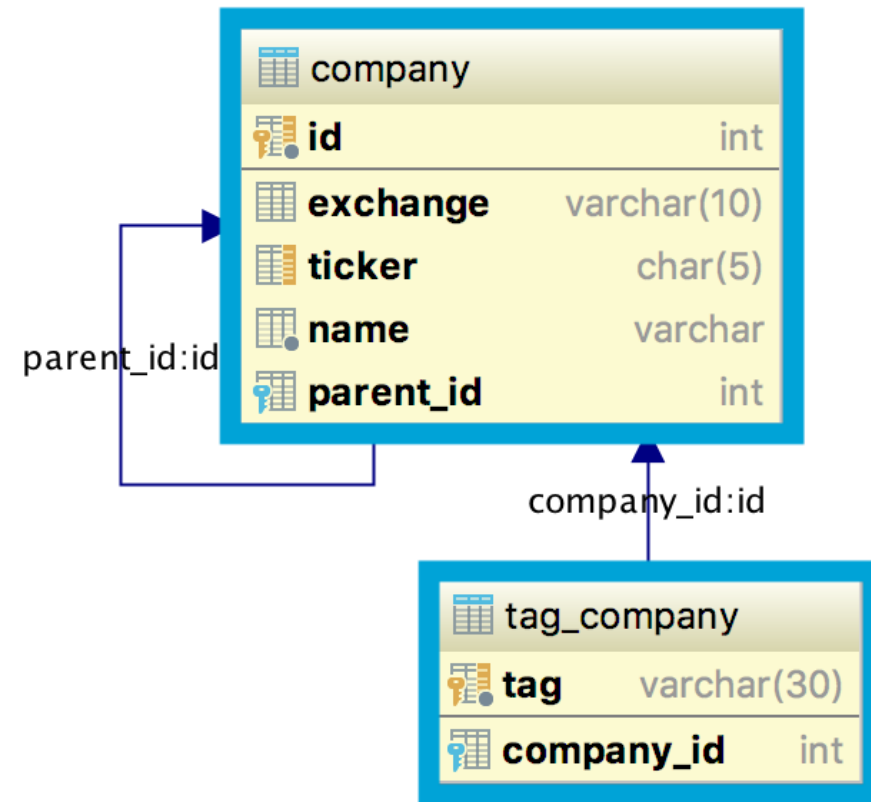 company
id int
exchange varchar(10)
ticker char(5)
name varchar
parent_id:id
parent_id int
company_id:id
tag_company
tag varchar(30)
company_id int